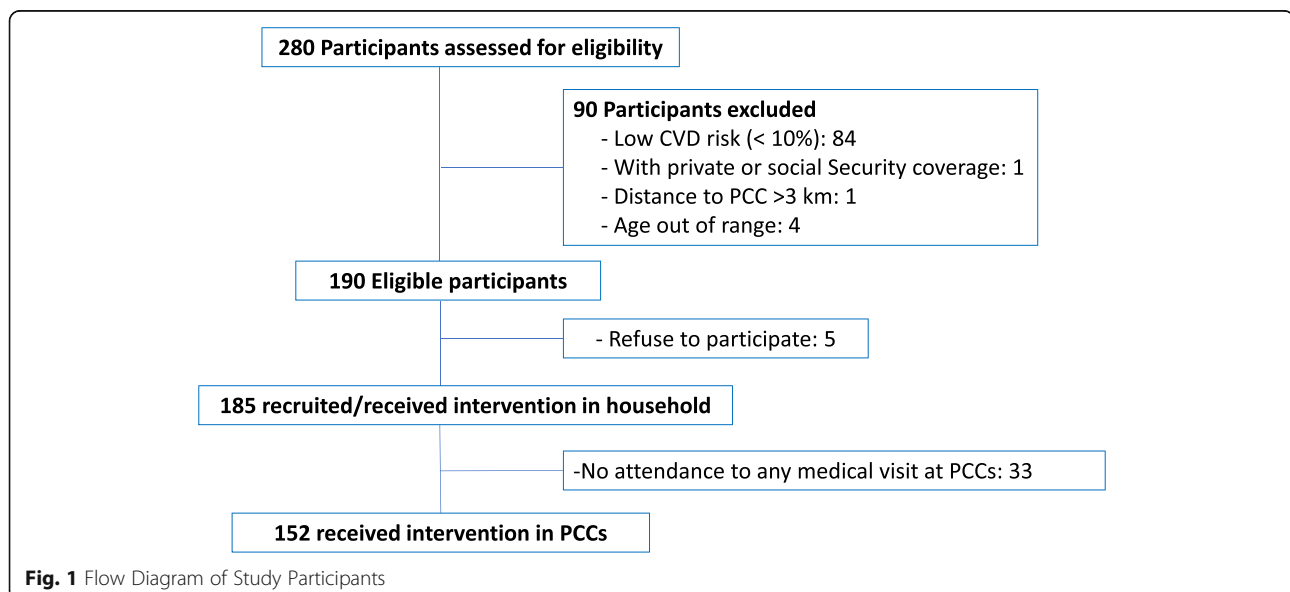 280 Participants assessed for eligibility
90 Participants excluded
- Low CVD risk (< 10%): 84
- With private or social Security coverage: 1
- Distance to PCC >3 km: 1
- Age out of range: 4
190 Eligible participants
- Refuse to participate: 5
185 recruited/received intervention in household
-No attendance to any medical visit at PCCs: 33
152 received intervention in PCCs
Fig. 1 Flow Diagram of Study Participants